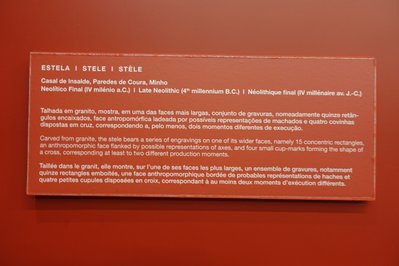 ESTELA | STELE | STÈLE
Casal de Insalde, Paredes de Coura, Minho
Neolítico Final (IV milénio a.C.) | Late Neolithic (4th millennium B.C.) | Néolithique final (IV millénaire av. J.-C.)
Talhada em granito, mostra, em uma das faces mais largas, conjunto de gravuras, nomeadamente quinze retân-
gulos encaixados, face antropomórfica ladeada por possíveis representações de machados e quatro covinhas
dispostas em cruz, correspondendo a, pelo menos, dois momentos diferentes de execução.
Carved from granite, the stele bears a series of engravings on one of its wider faces, namely 15 concentric rectangles,
an anthropomorphic face flanked by possible representations of axes, and four small cup-marks forming the shape of
a cross, corresponding at least to two different production moments.
Taillée dans le granit, elle montre, sur l'une de ses faces les plus larges, un ensemble de gravures, notamment
quinze rectangles emboîtés, une face anthropomorphique bordée de probables représentations de haches et
quatre petites cupules disposées en croix, correspondant à au moins deux moments d'exécution différents.